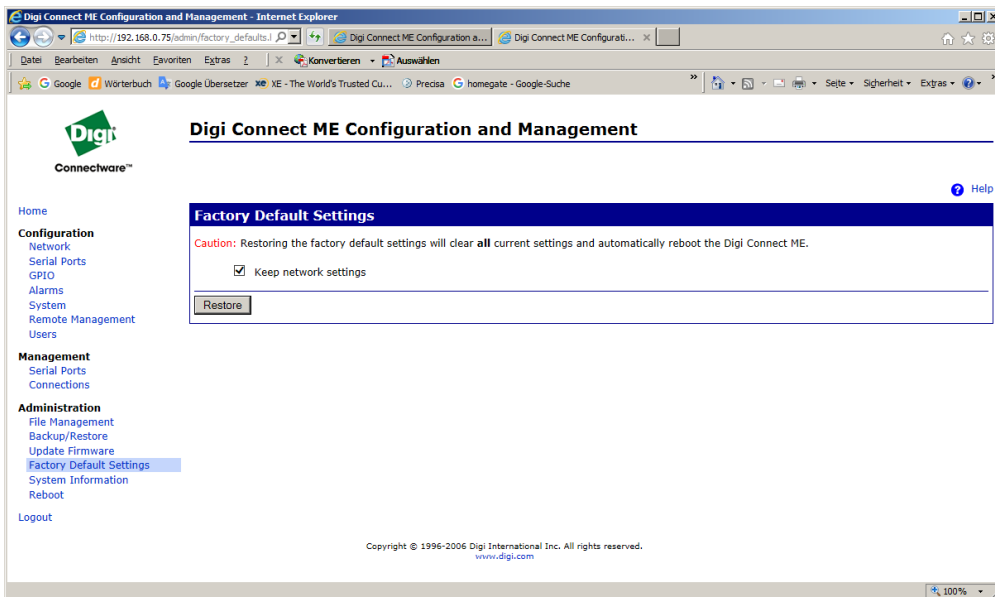 Digi Connect ME Configuration and Management - Internet Explorer
http://192.168.0.75/admin/factory_defaults.l
Digi Connect ME Configuration a...
Digi Connect ME Configurati...
Datei Bearbeiten Ansicht Favoriten Extras ? Konvertieren Auswählen
Google Wörterbuch Google Übersetzer XE - The World's Trusted Cu... Precisa homegate - Google-Suche » Seite Sicherheit Extras
Digi
Connectware™
Digi Connect ME Configuration and Management
Help
Home
Configuration
Network
Serial Ports
GPIO
Alarms
System
Remote Management
Users
Management
Serial Ports
Connections
Administration
File Management
Backup/Restore
Update Firmware
Factory Default Settings
System Information
Reboot
Logout
Factory Default Settings
Caution: Restoring the factory default settings will clear all current settings and automatically reboot the Digi Connect ME.
Keep network settings
Restore
Copyright © 1996-2006 Digi International Inc. All rights reserved.
www.digi.com
100%